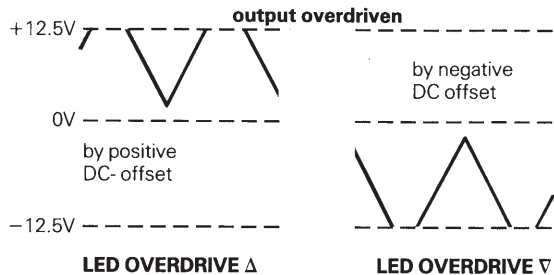 output overdriven
+12.5V
by negative
DC offset
0V
by positive
DC- offset
−12.5V
LED OVERDRIVE Δ
LED OVERDRIVE ∇